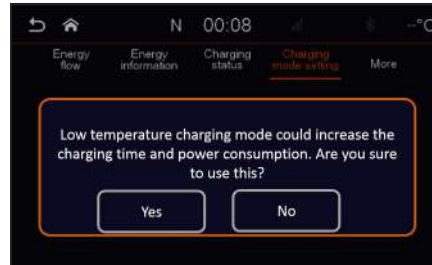 N 00:08 --°C
Energy flow Energy information Charging status Charging mode setting More
Low temperature charging mode could increase the
charging time and power consumption. Are you sure
to use this?
Yes No